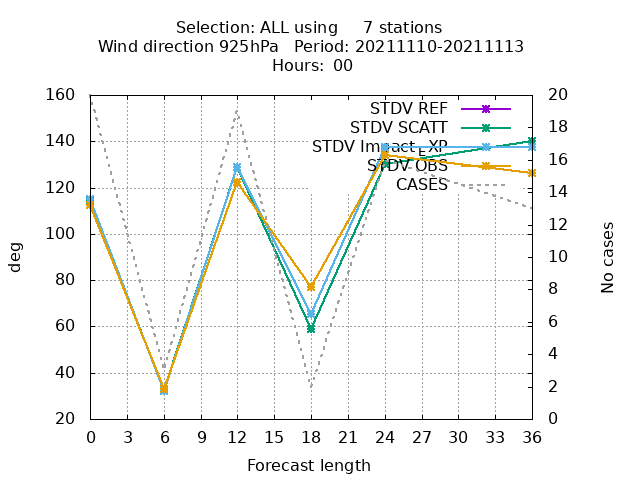 Selection: ALL using     7 stations
Wind direction 925hPa   Period: 20211110-20211113
Hours:  00
160
140
120
100
80
60
40
20
deg
20
18
16
14
12
10
8
6
4
2
0
No cases
STDV REF
STDV SCATT
STDV Impact_EXP
STDV OBS
CASES
0 3 6 9 12 15 18 21 24 27 30 33 36
Forecast length